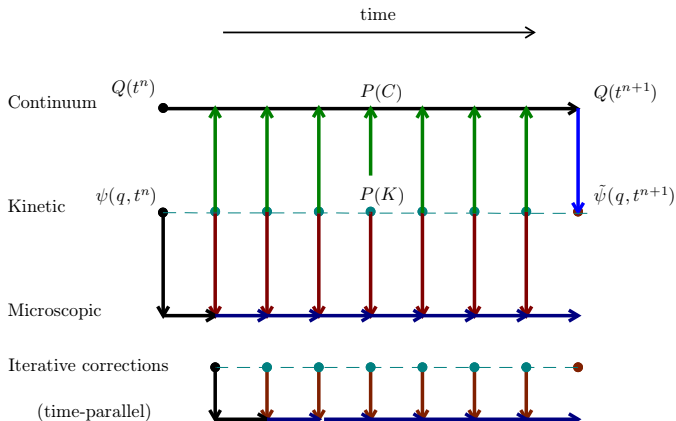 time
Q(t^n) P(C) Q(t^{n+1})
Continuum
ψ(q, t^n) P(K) ψ̃(q, t^{n+1})
Kinetic
Microscopic
Iterative corrections
(time-parallel)